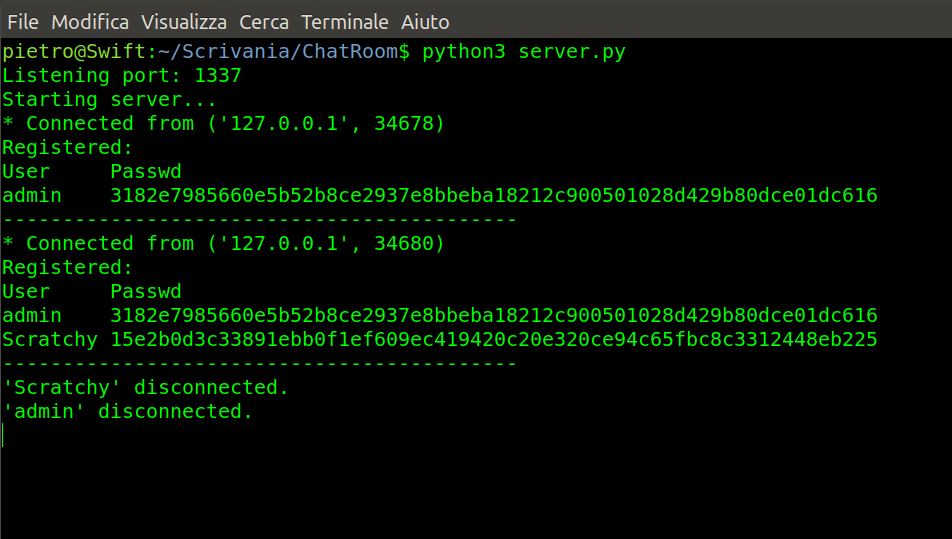 File Modifica Visualizza Cerca Terminale Aiuto
pietro@Swift:~/Scrivania/ChatRoom$ python3 server.py
Listening port: 1337
Starting server...
* Connected from ('127.0.0.1', 34678)
Registered:
User     Passwd
admin    3182e7985660e5b52b8ce2937e8bbeba18212c900501028d429b80dce01dc616
-------------------------------------------
* Connected from ('127.0.0.1', 34680)
Registered:
User     Passwd
admin    3182e7985660e5b52b8ce2937e8bbeba18212c900501028d429b80dce01dc616
Scratchy 15e2b0d3c33891ebb0f1ef609ec419420c20e320ce94c65fbc8c3312448eb225
-------------------------------------------
'Scratchy' disconnected.
'admin' disconnected.